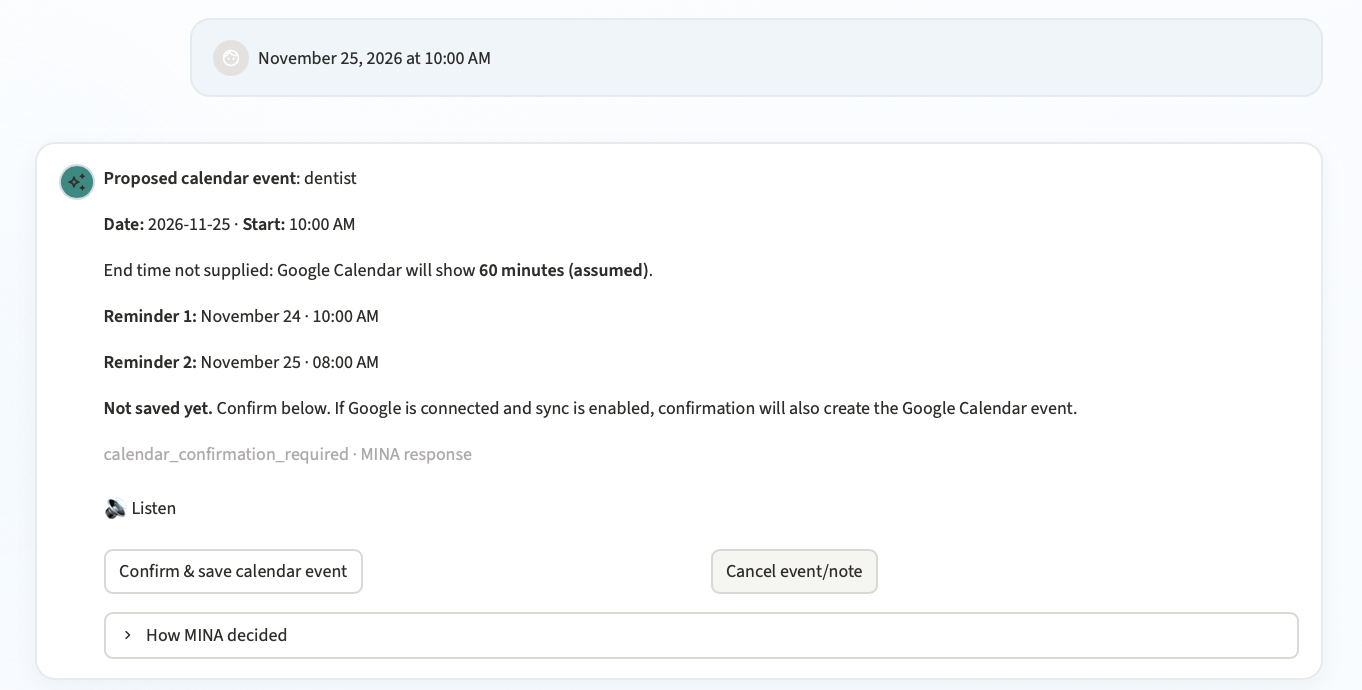 November 25, 2026 at 10:00 AM
Proposed calendar event: dentist
Date: 2026-11-25 · Start: 10:00 AM
End time not supplied: Google Calendar will show 60 minutes (assumed).
Reminder 1: November 24 · 10:00 AM
Reminder 2: November 25 · 08:00 AM
Not saved yet. Confirm below. If Google is connected and sync is enabled, confirmation will also create the Google Calendar event.
calendar_confirmation_required · MINA response
Listen
Confirm & save calendar event
Cancel event/note
How MINA decided